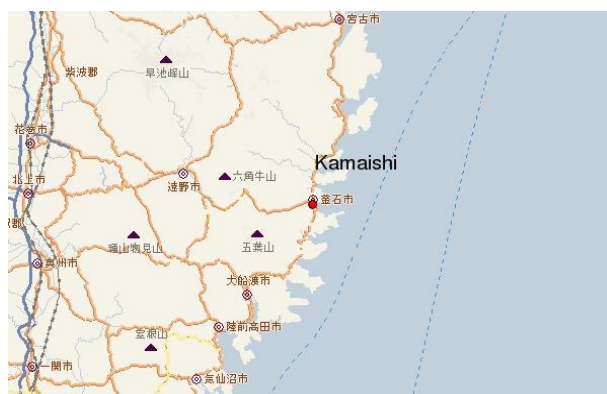 宮古市
紫波郡
早池峰山
花巻市
Kamaishi
六角牛山
遠野市
北上市
釜石市
種山物見山
五葉山
奥州市
大船渡市
陸前高田市
室根山
一関市
気仙沼市